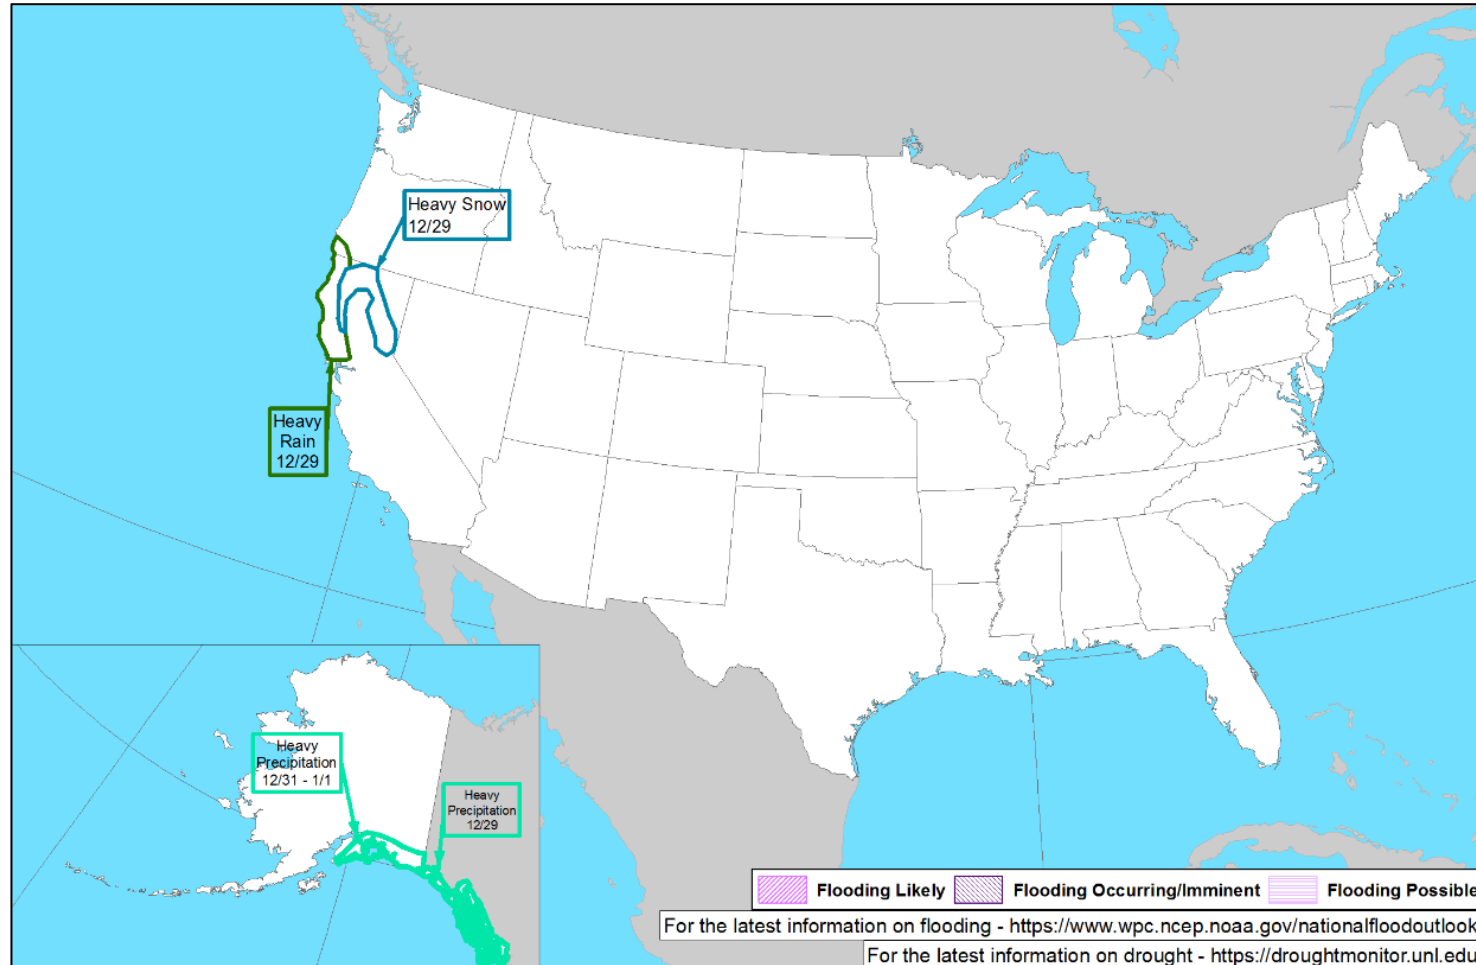 Heavy Snow
12/29
Heavy
Rain
12/29
Heavy
Precipitation
12/31 - 1/1
Heavy
Precipitation
12/29
Flooding Likely
Flooding Occurring/Imminent
Flooding Possible
For the latest information on flooding - https://www.wpc.ncep.noaa.gov/nationalfloodoutlook
For the latest information on drought - https://droughtmonitor.unl.edu